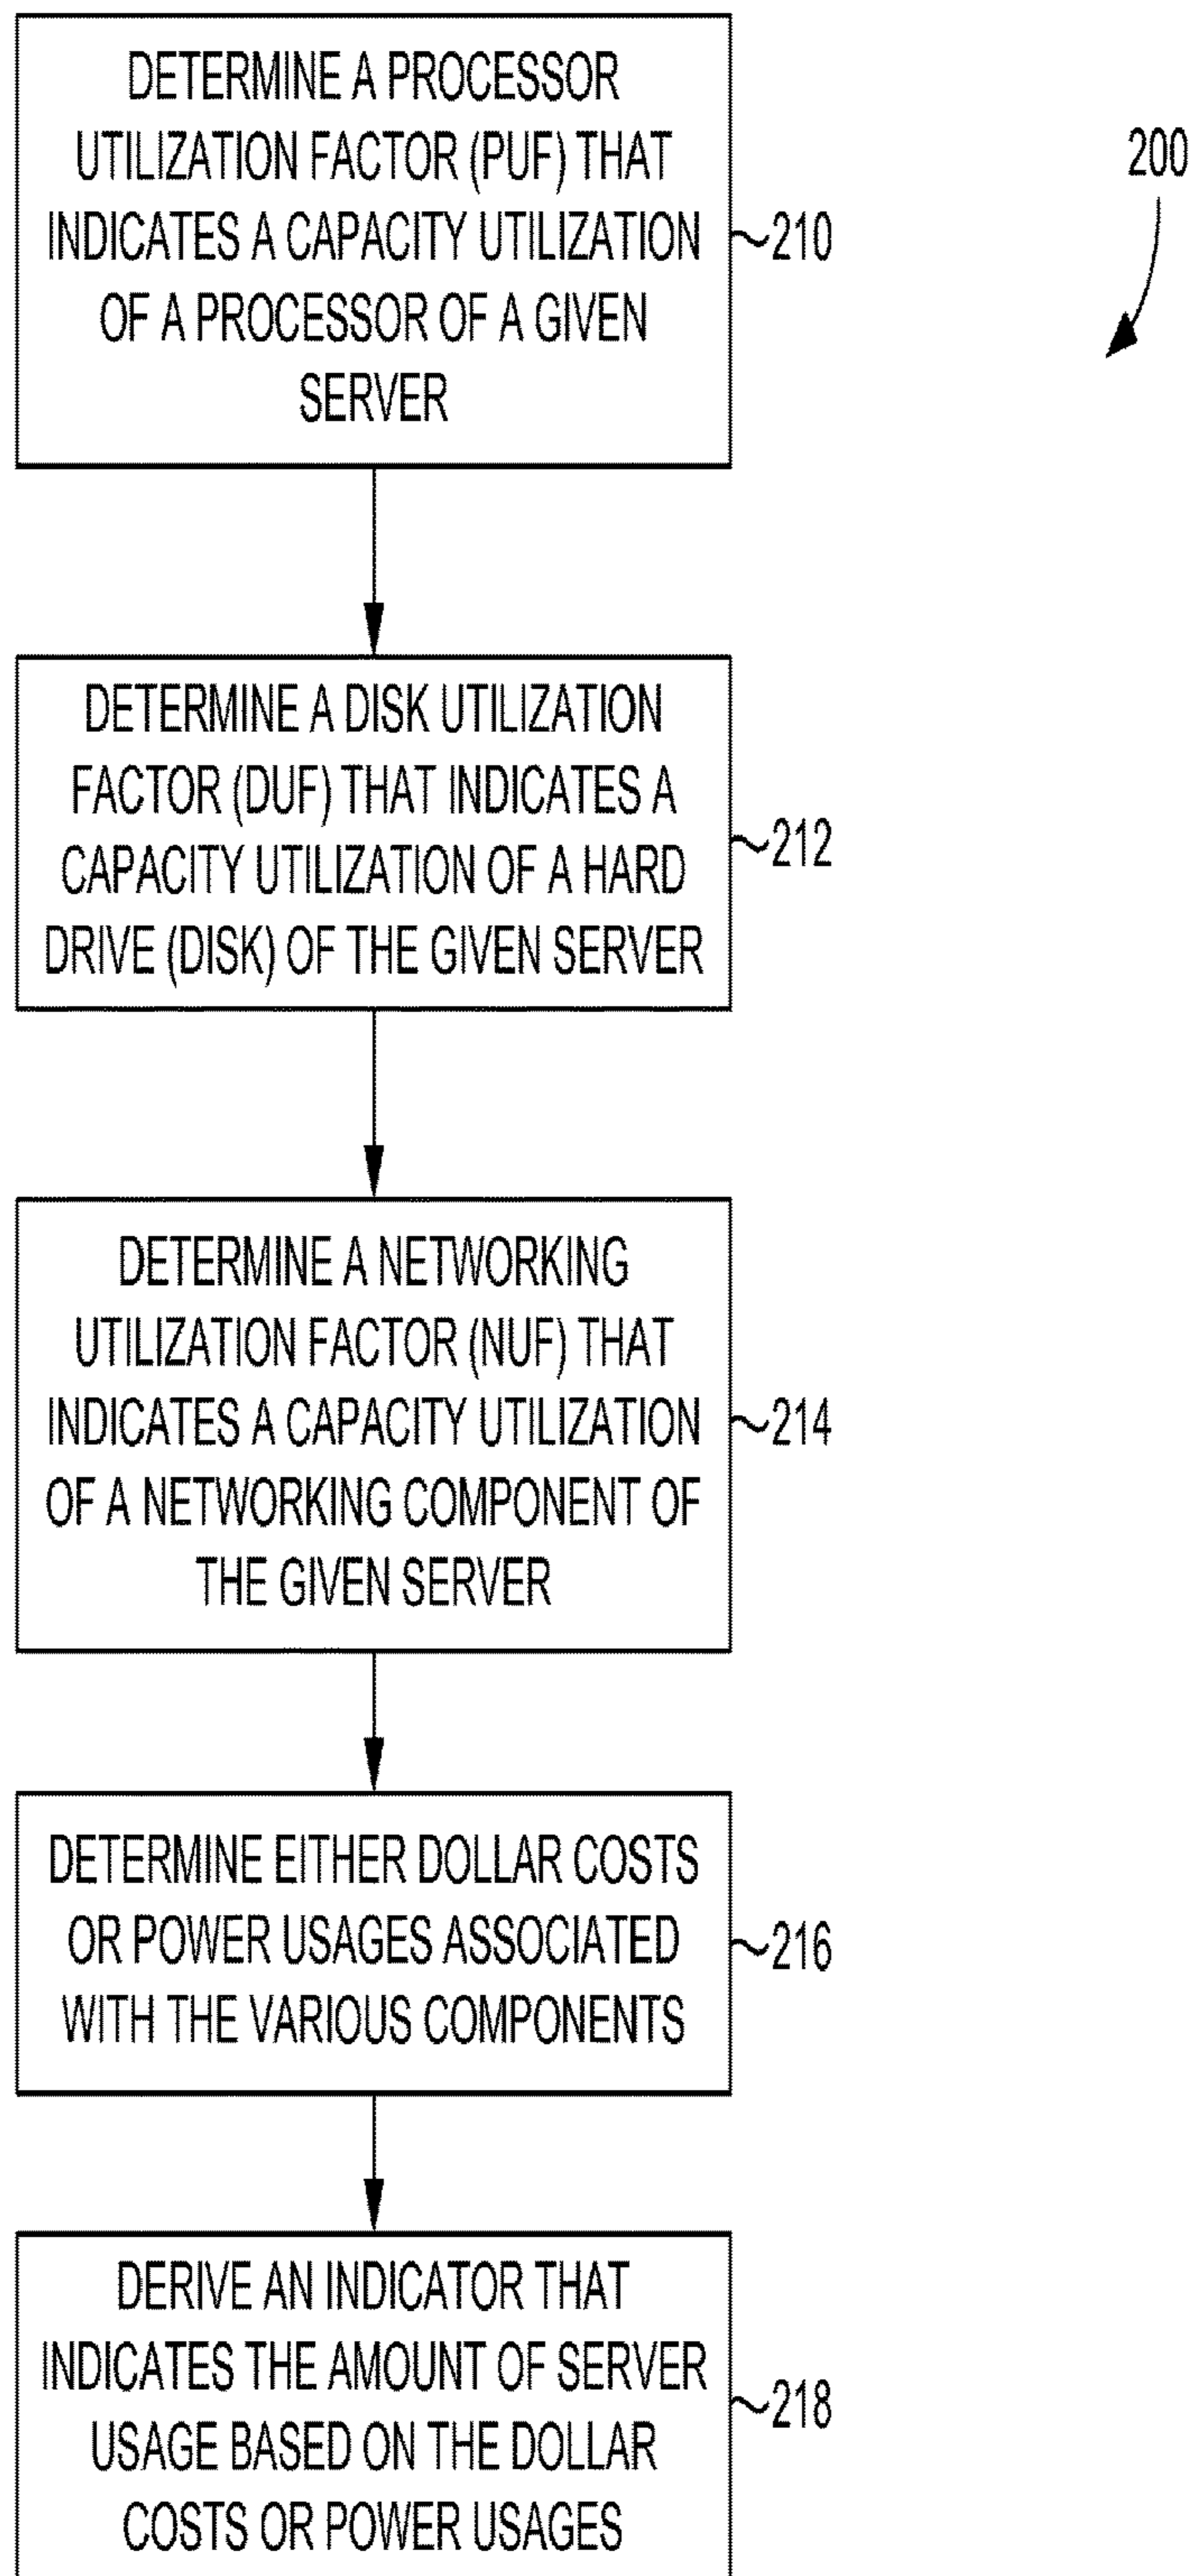 DETERMINE A PROCESSOR
UTILIZATION FACTOR (PUF) THAT
INDICATES A CAPACITY UTILIZATION
OF A PROCESSOR OF A GIVEN
SERVER
210
200
DETERMINE A DISK UTILIZATION
FACTOR (DUF) THAT INDICATES A
CAPACITY UTILIZATION OF A HARD
DRIVE (DISK) OF THE GIVEN SERVER
212
DETERMINE A NETWORKING
UTILIZATION FACTOR (NUF) THAT
INDICATES A CAPACITY UTILIZATION
OF A NETWORKING COMPONENT OF
THE GIVEN SERVER
214
DETERMINE EITHER DOLLAR COSTS
OR POWER USAGES ASSOCIATED
WITH THE VARIOUS COMPONENTS
216
DERIVE AN INDICATOR THAT
INDICATES THE AMOUNT OF SERVER
USAGE BASED ON THE DOLLAR
COSTS OR POWER USAGES
218